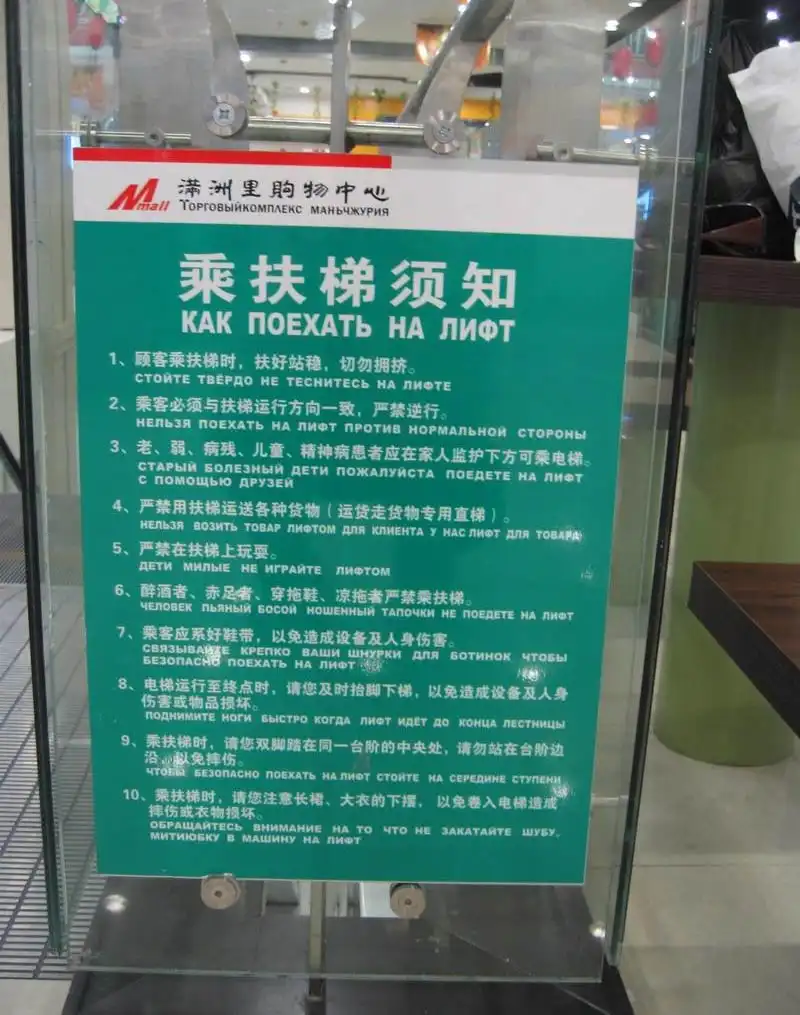 Mmall 满洲里购物中心
ТОРГОВЫЙКОМПЛЕКС МАНЬЧЖУРИЯ
乘扶梯须知
КАК ПОЕХАТЬ НА ЛИФТ
1、顾客乘扶梯时，扶好站稳，切勿拥挤。
СТОЙТЕ ТВЁРДО НЕ ТЕСНИТЕСЬ НА ЛИФТЕ
2、乘客必须与扶梯运行方向一致，严禁逆行。
НЕЛЬЗЯ ПОЕХАТЬ НА ЛИФТ ПРОТИВ НОРМАЛЬНОЙ СТОРОНЫ
3、老、弱、病残、儿童、精神病患者应在家人监护下方可乘电梯。
СТАРЫЙ БОЛЕЗНЫЙ ДЕТИ ПОЖАЛУЙСТА ПОЕДЕТЕ НА ЛИФТ
С ПОМОЩЬЮ ДРУЗЕЙ
4、严禁用扶梯运送各种货物（运货走货物专用直梯）。
НЕЛЬЗЯ ВОЗИТЬ ТОВАР ЛИФТОМ ДЛЯ КЛИЕНТА У НАС ЛИФТ ДЛЯ ТОВАРА
5、严禁在扶梯上玩耍。
ДЕТИ МИЛЫЕ НЕ ИГРАЙТЕ ЛИФТОМ
6、醉酒者、赤足者、穿拖鞋、凉拖者严禁乘扶梯。
ЧЕЛОВЕК ПЬЯНЫЙ БОСОЙ НОШЕННЫЙ ТАПОЧКИ НЕ ПОЕДЕТЕ НА ЛИФТ
7、乘客应系好鞋带，以免造成设备及人身伤害。
СВЯЗЫВАЙТЕ КРЕПКО ВАШИ ШНУРКИ ДЛЯ БОТИНОК ЧТОБЫ
БЕЗОПАСНО ПОЕХАТЬ НА ЛИФТ
8、电梯运行至终点时，请您及时抬脚下梯，以免造成设备及人身
伤害或物品损坏。
ПОДНИМИТЕ НОГИ БЫСТРО КОГДА ЛИФТ ИДЁТ ДО КОНЦА ЛЕСТНИЦЫ
9、乘扶梯时，请您双脚踏在同一台阶的中央处，请勿站在台阶边
沿，以免摔伤。
ЧТОБЫ БЕЗОПАСНО ПОЕХАТЬ НА ЛИФТ СТОЙТЕ НА СЕРЕДИНЕ СТУПЕНИ
10、乘扶梯时，请您注意长裙、大衣的下摆，以免卷入电梯造成
摔伤或衣物损坏。
ОБРАЩАЙТЕСЬ ВНИМАНИЕ НА ТО ЧТО НЕ ЗАКАТАЙТЕ ШУБУ,
МИТИЮБКУ В МАШИНУ НА ЛИФТ